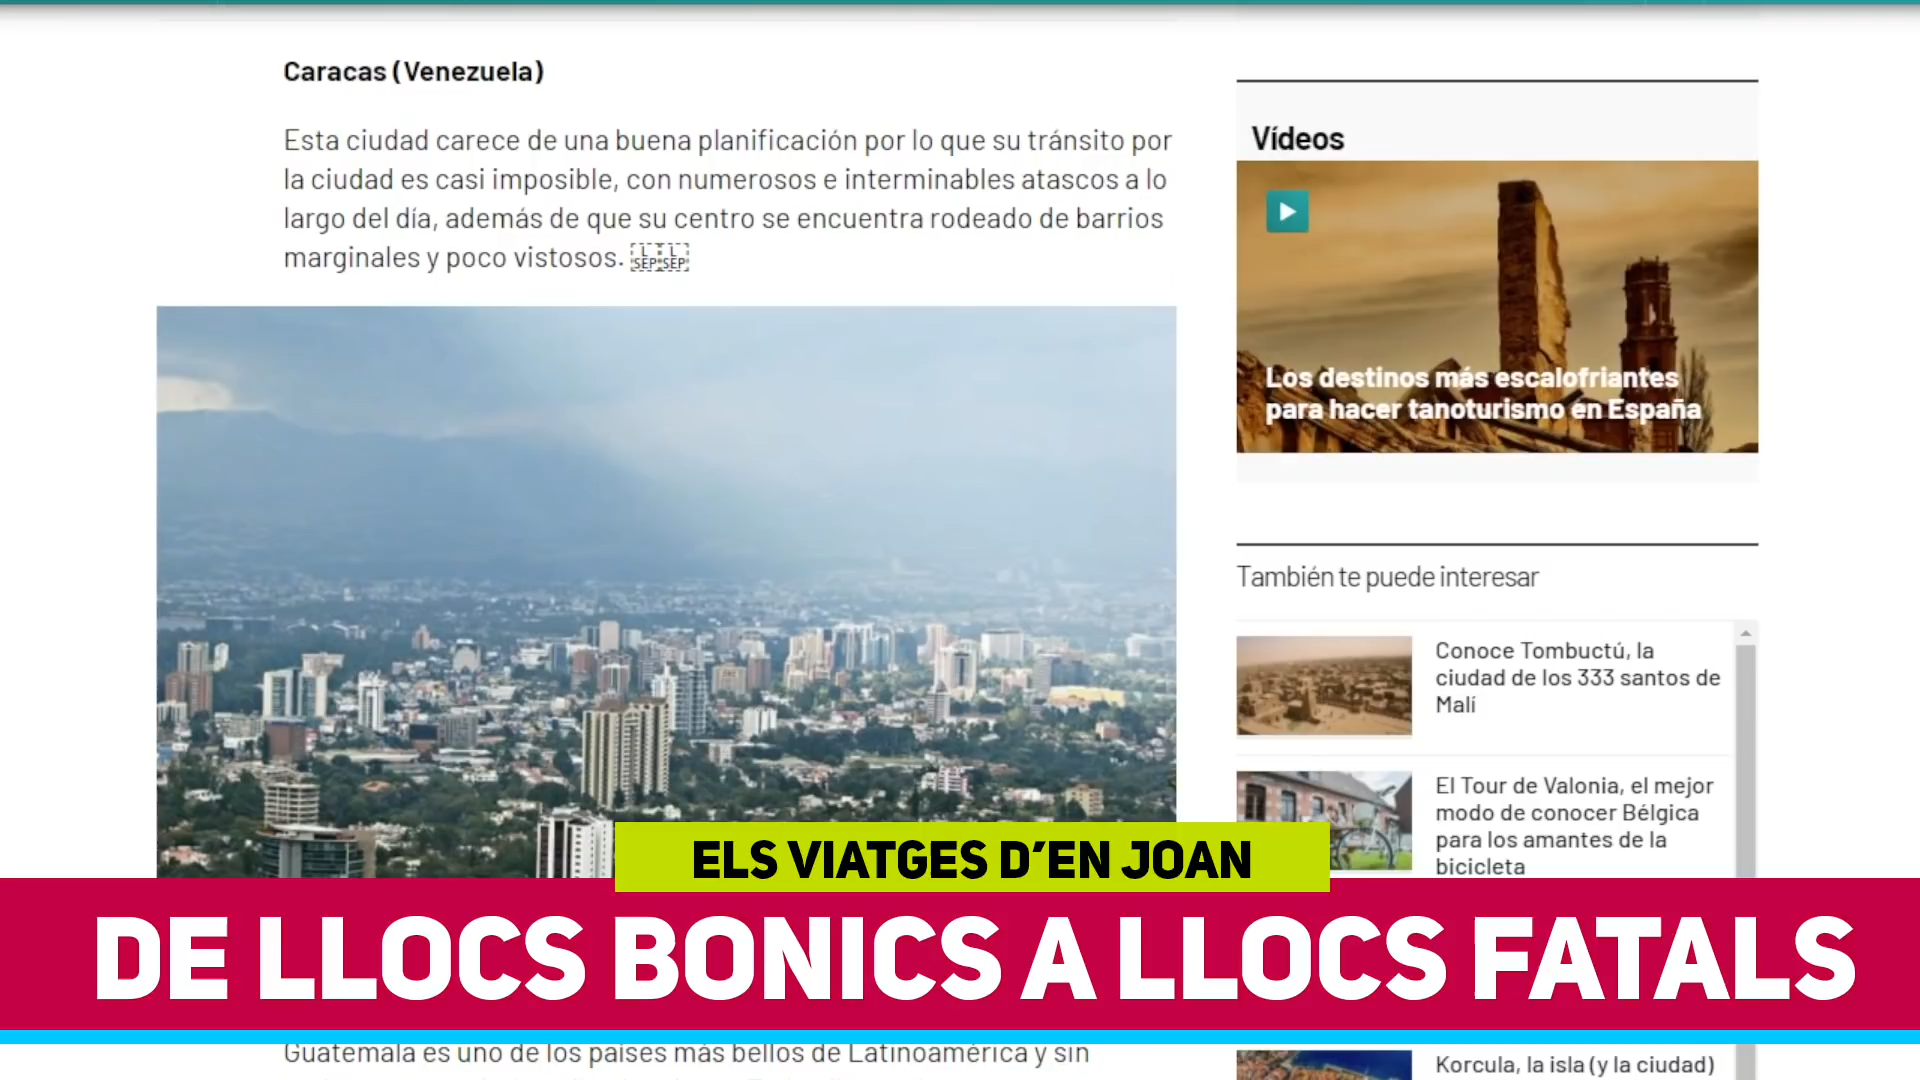 Caracas (Venezuela)
Esta ciudad carece de una buena planificación por lo que su tránsito por
la ciudad es casi imposible, con numerosos e interminables atascos a lo
largo del día, además de que su centro se encuentra rodeado de barrios
marginales y poco vistosos.
Vídeos
Los destinos más escalofriantes
para hacer tanoturismo en España
También te puede interesar
Conoce Tombuctú, la
ciudad de los 333 santos de
Malí
El Tour de Valonia, el mejor
modo de conocer Bélgica
para los amantes de la
bicicleta
ELS VIATGES D'EN JOAN
DE LLOCS BONICS A LLOCS FATALS
Guatemala es uno de los países más bellos de Latinoamérica y sin
Korcula, la isla (y la ciudad)